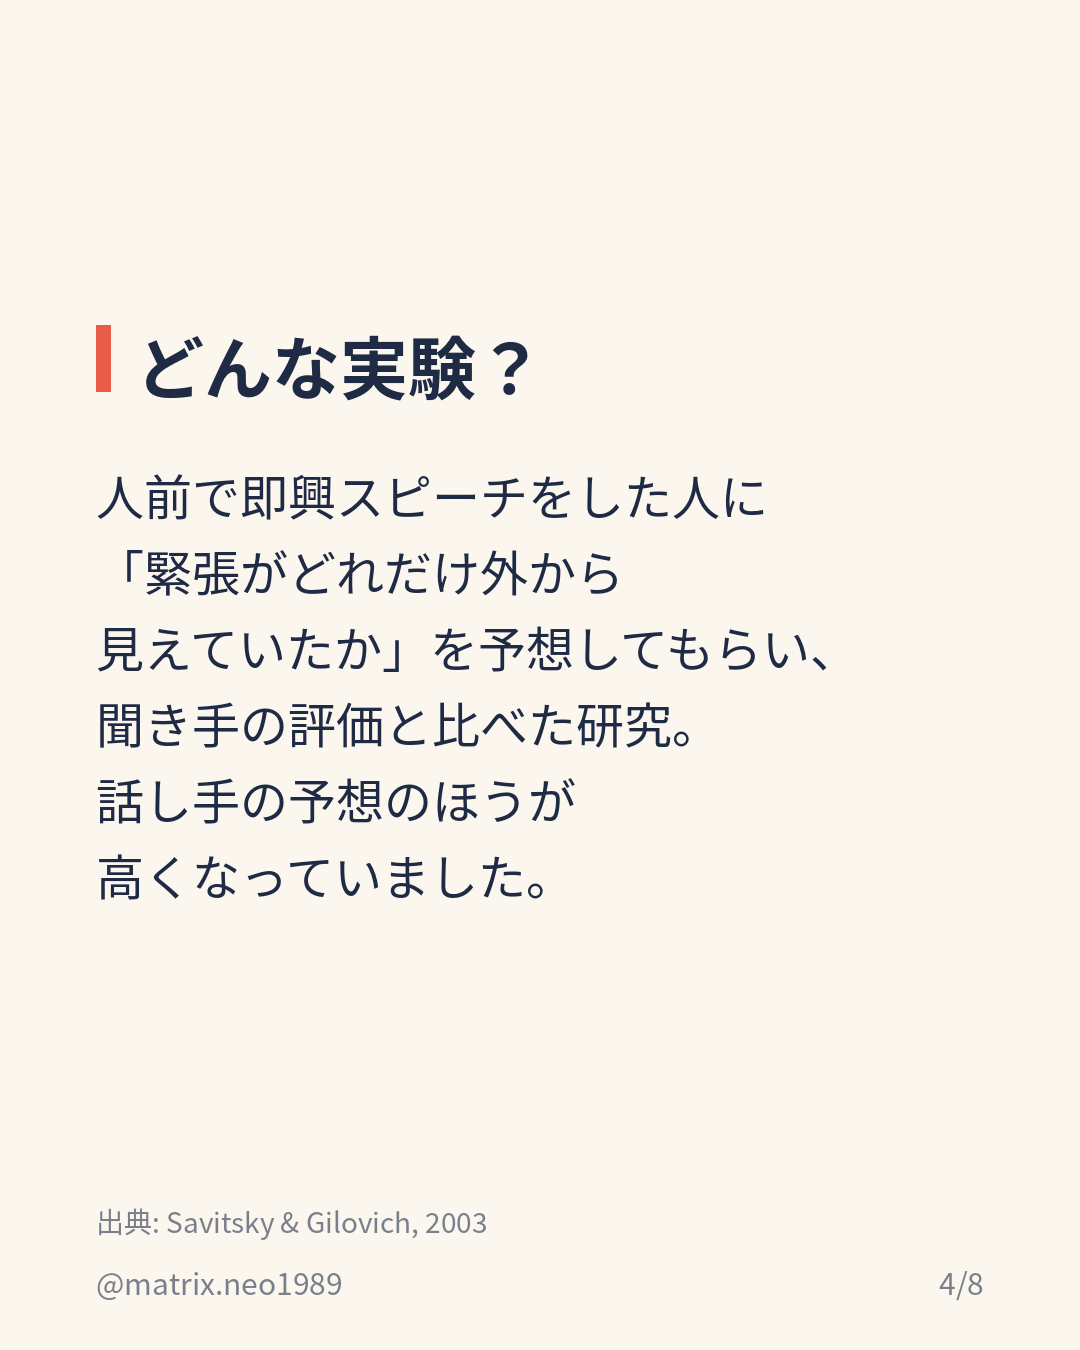 どんな実験？
人前で即興スピーチをした人に
「緊張がどれだけ外から
見えていたか」を予想してもらい、
聞き手の評価と比べた研究。
話し手の予想のほうが
高くなっていました。
出典: Savitsky & Gilovich, 2003
@matrix.neo1989
4/8